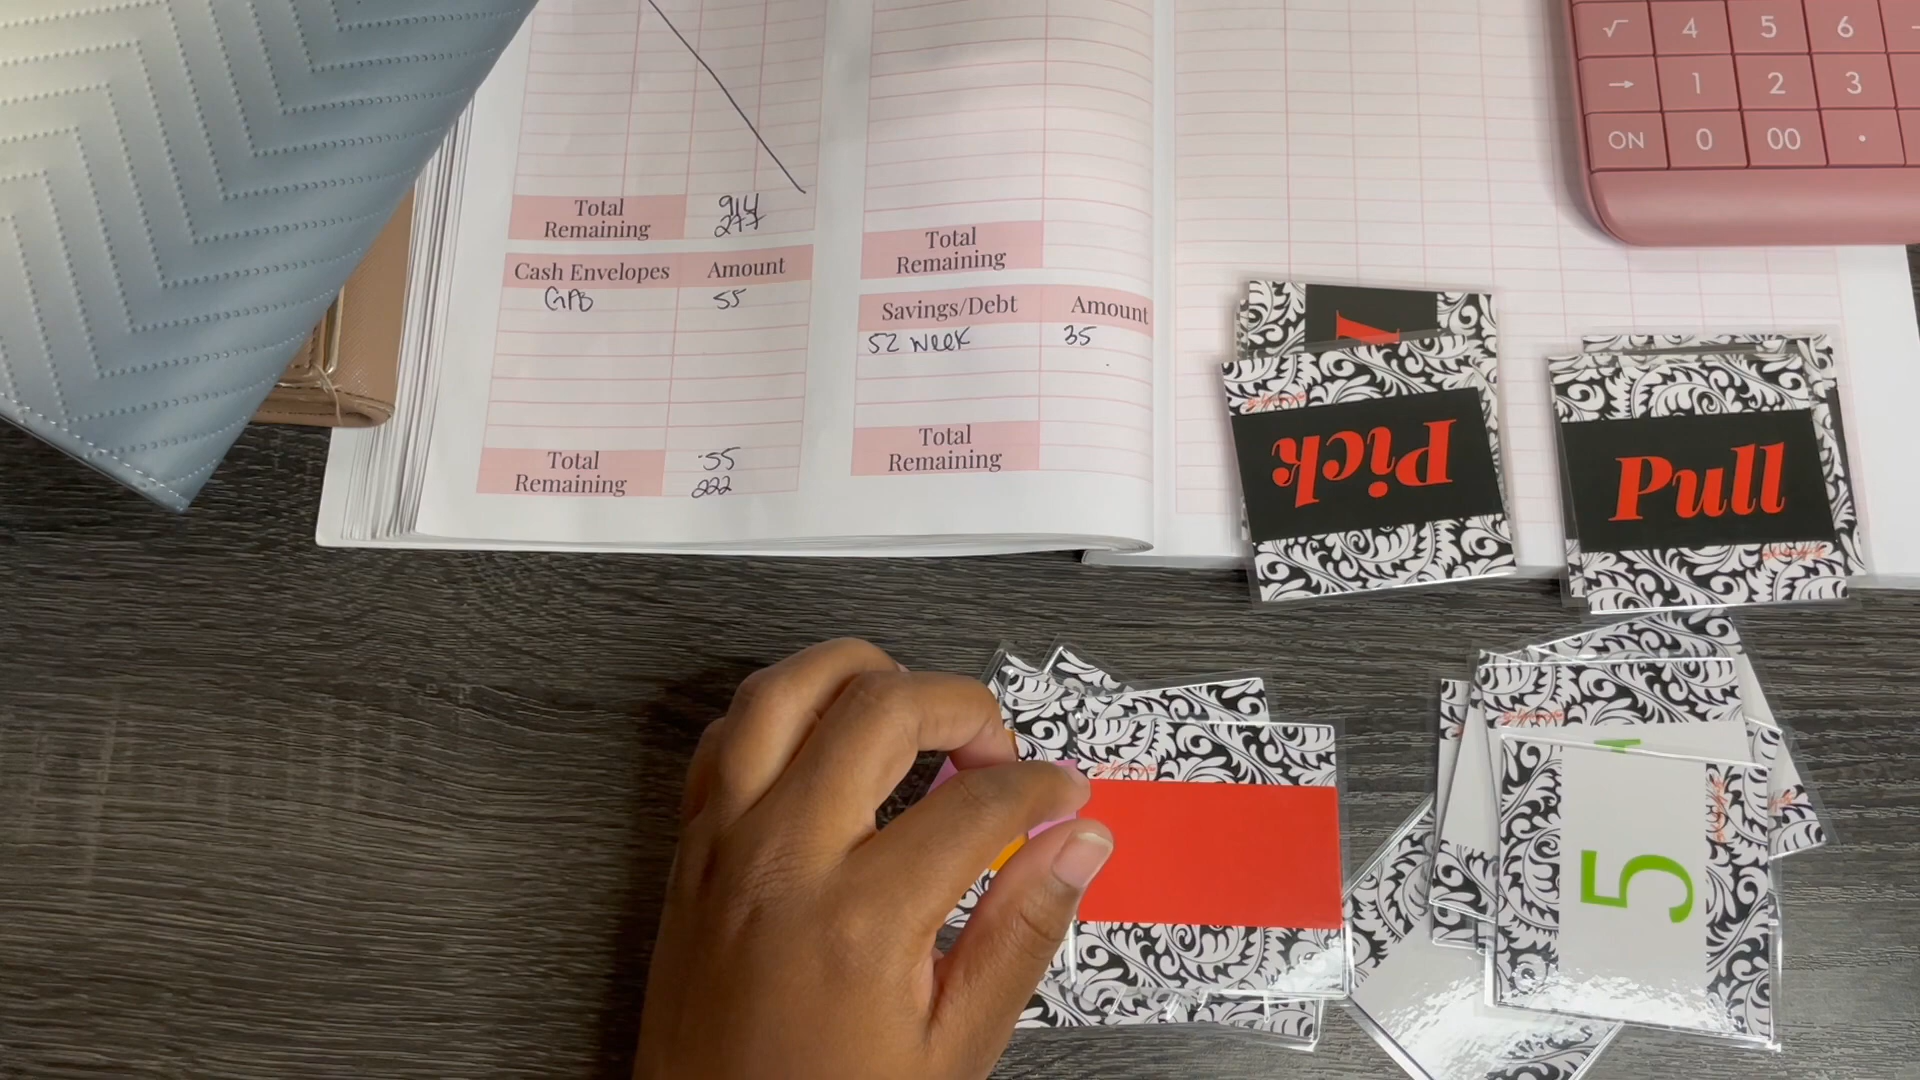 Total
Remaining
914
277
Cash Envelopes
Amount
GPB
55
Total
Remaining
-55
222
Total
Remaining
Savings/Debt
Amount
52 week
35
Total
Remaining
√ 4 5 6 -
→ 1 2 3
ON 0 00 .
Pick
Pull
5